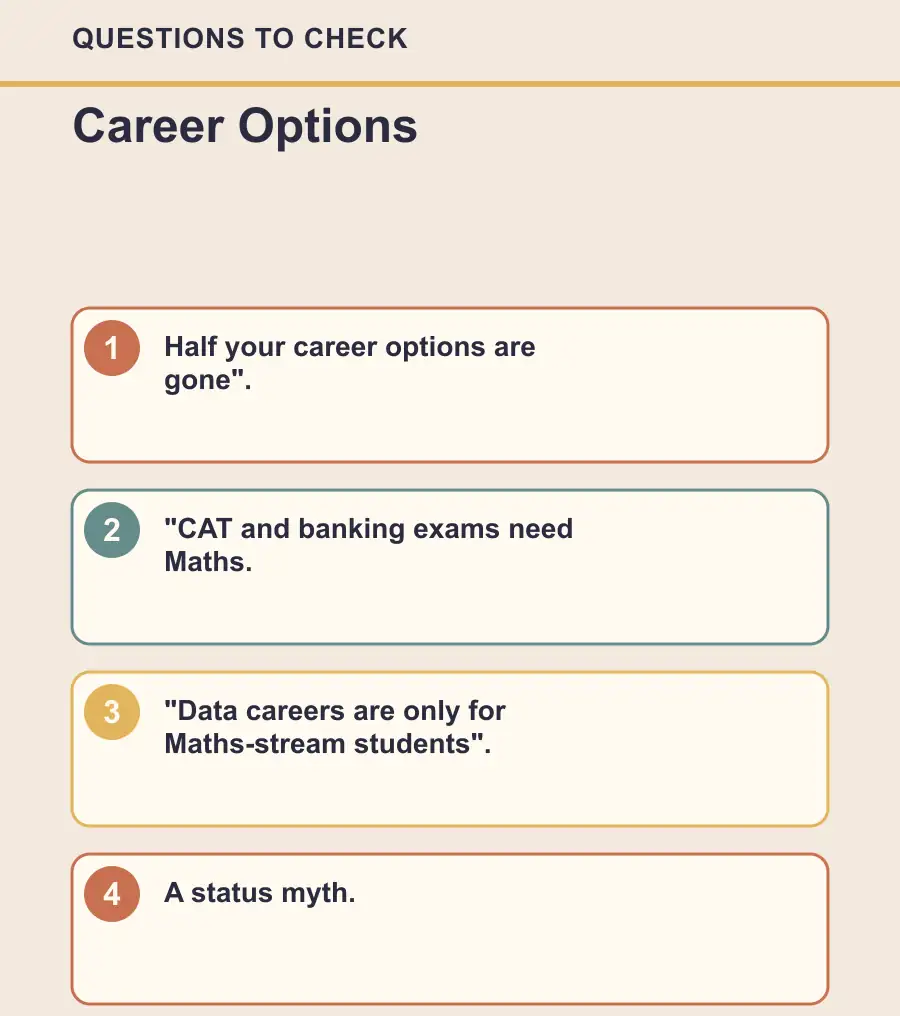 QUESTIONS TO CHECK
Career Options
1
Half your career options are
gone".
2
"CAT and banking exams need
Maths.
3
"Data careers are only for
Maths-stream students".
4
A status myth.